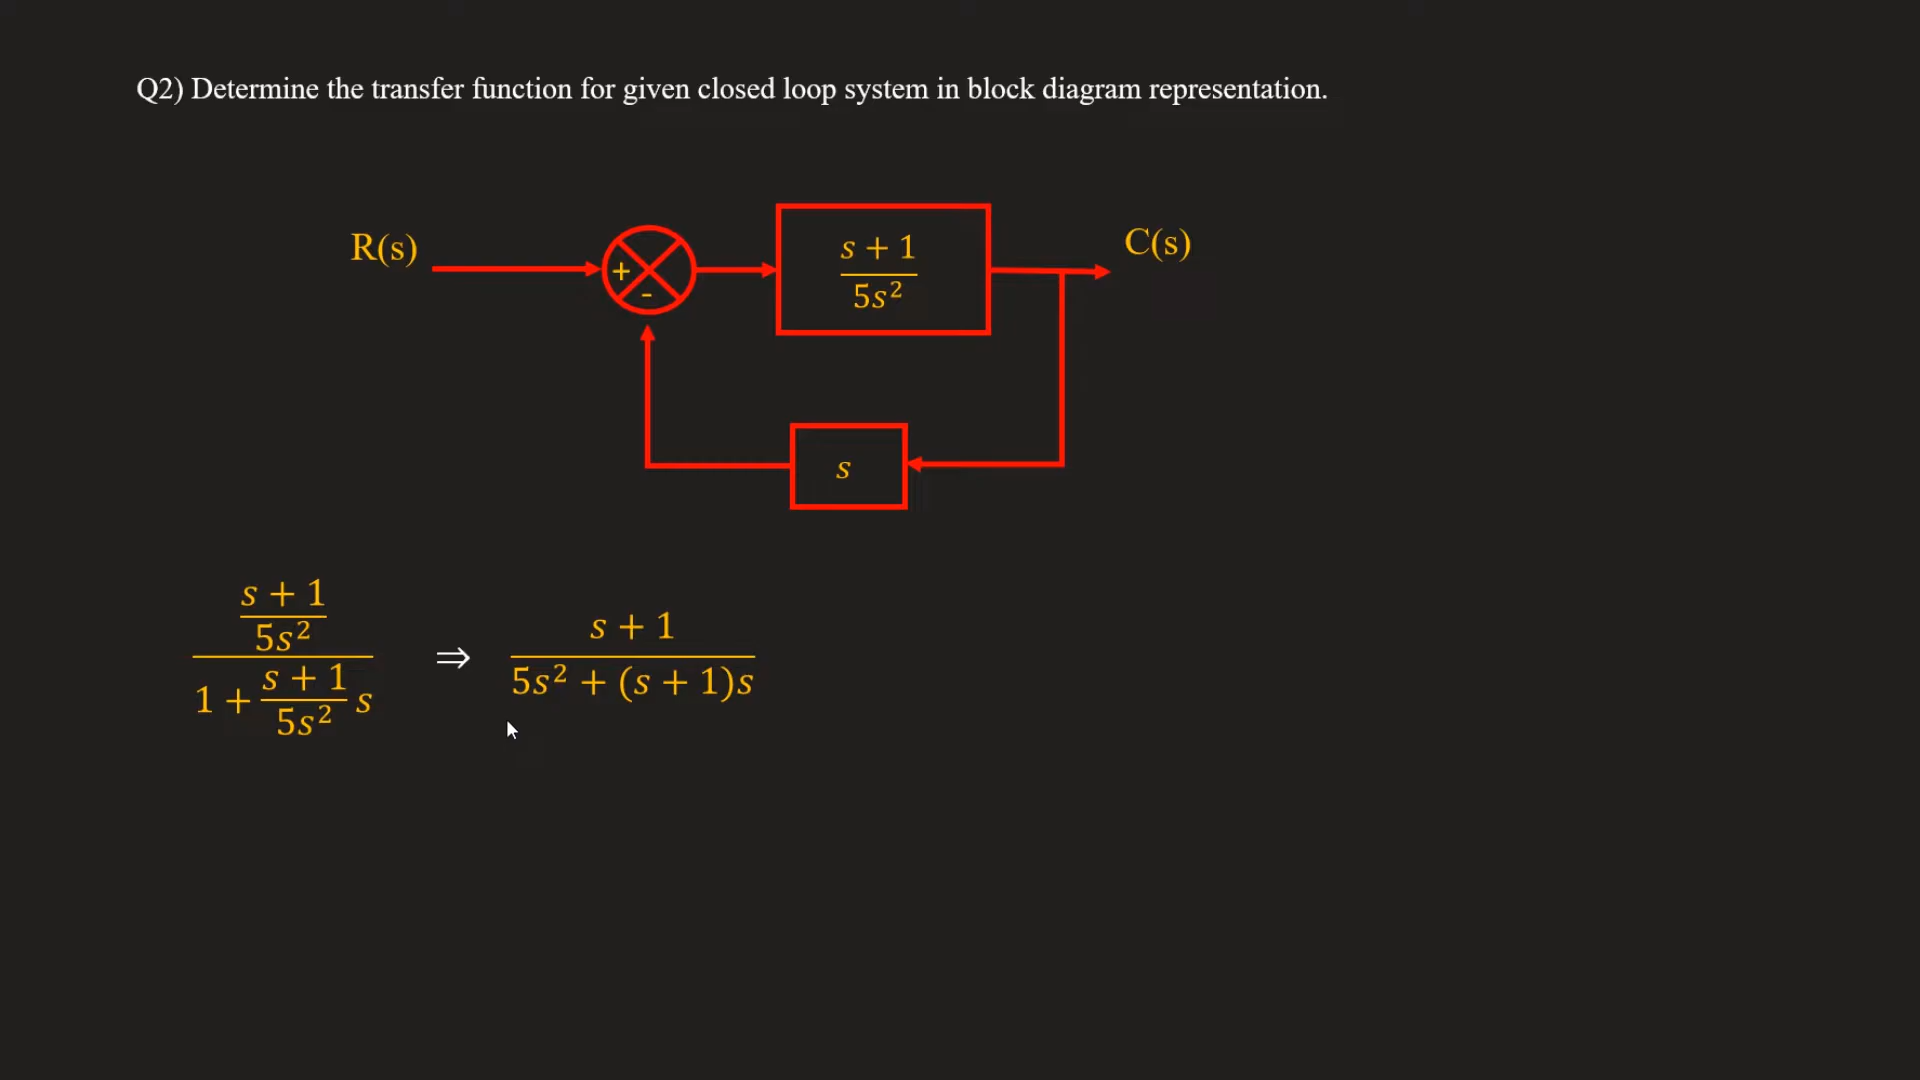 Q2) Determine the transfer function for given closed loop system in block diagram representation.
R(s)
+
-
s + 1
5s²
C(s)
s
s + 1
5s²
1 + s + 1
5s² s
⇒
s + 1
5s² + (s + 1)s